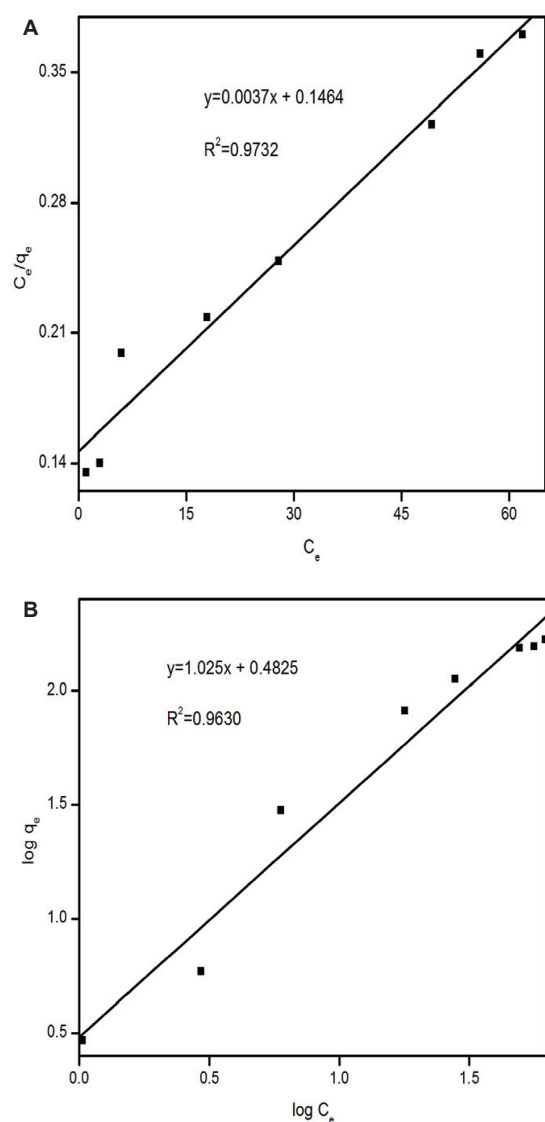 A
0.35
0.28
0.21
0.14
y=0.0037x + 0.1464
R²=0.9732
Cₑ/qₑ
0
15
30
45
60
Cₑ
B
2.0
1.5
1.0
0.5
y=1.025x + 0.4825
R²=0.9630
log qₑ
0.0
0.5
1.0
1.5
log Cₑ